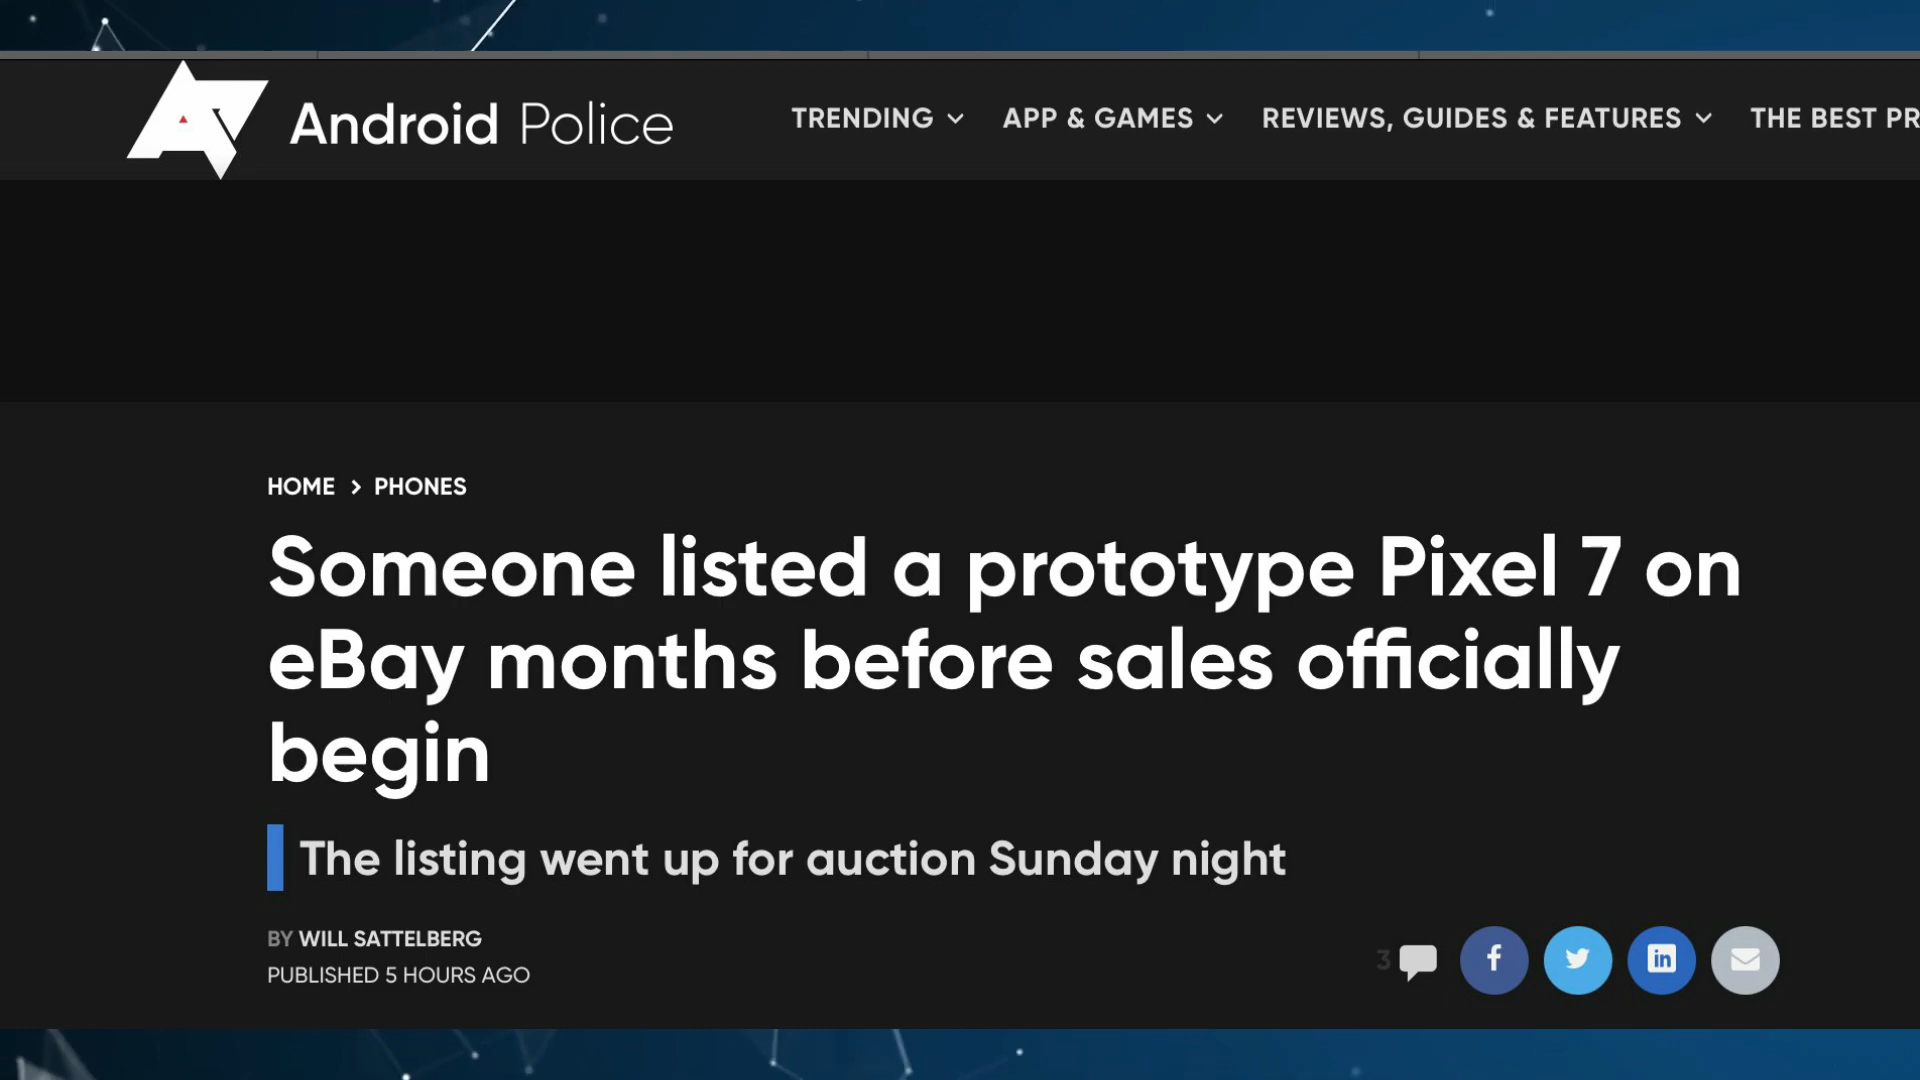 Android Police
TRENDING
APP & GAMES
REVIEWS, GUIDES & FEATURES
THE BEST PR
HOME > PHONES
Someone listed a prototype Pixel 7 on
eBay months before sales officially
begin
The listing went up for auction Sunday night
BY WILL SATTELBERG
PUBLISHED 5 HOURS AGO
3